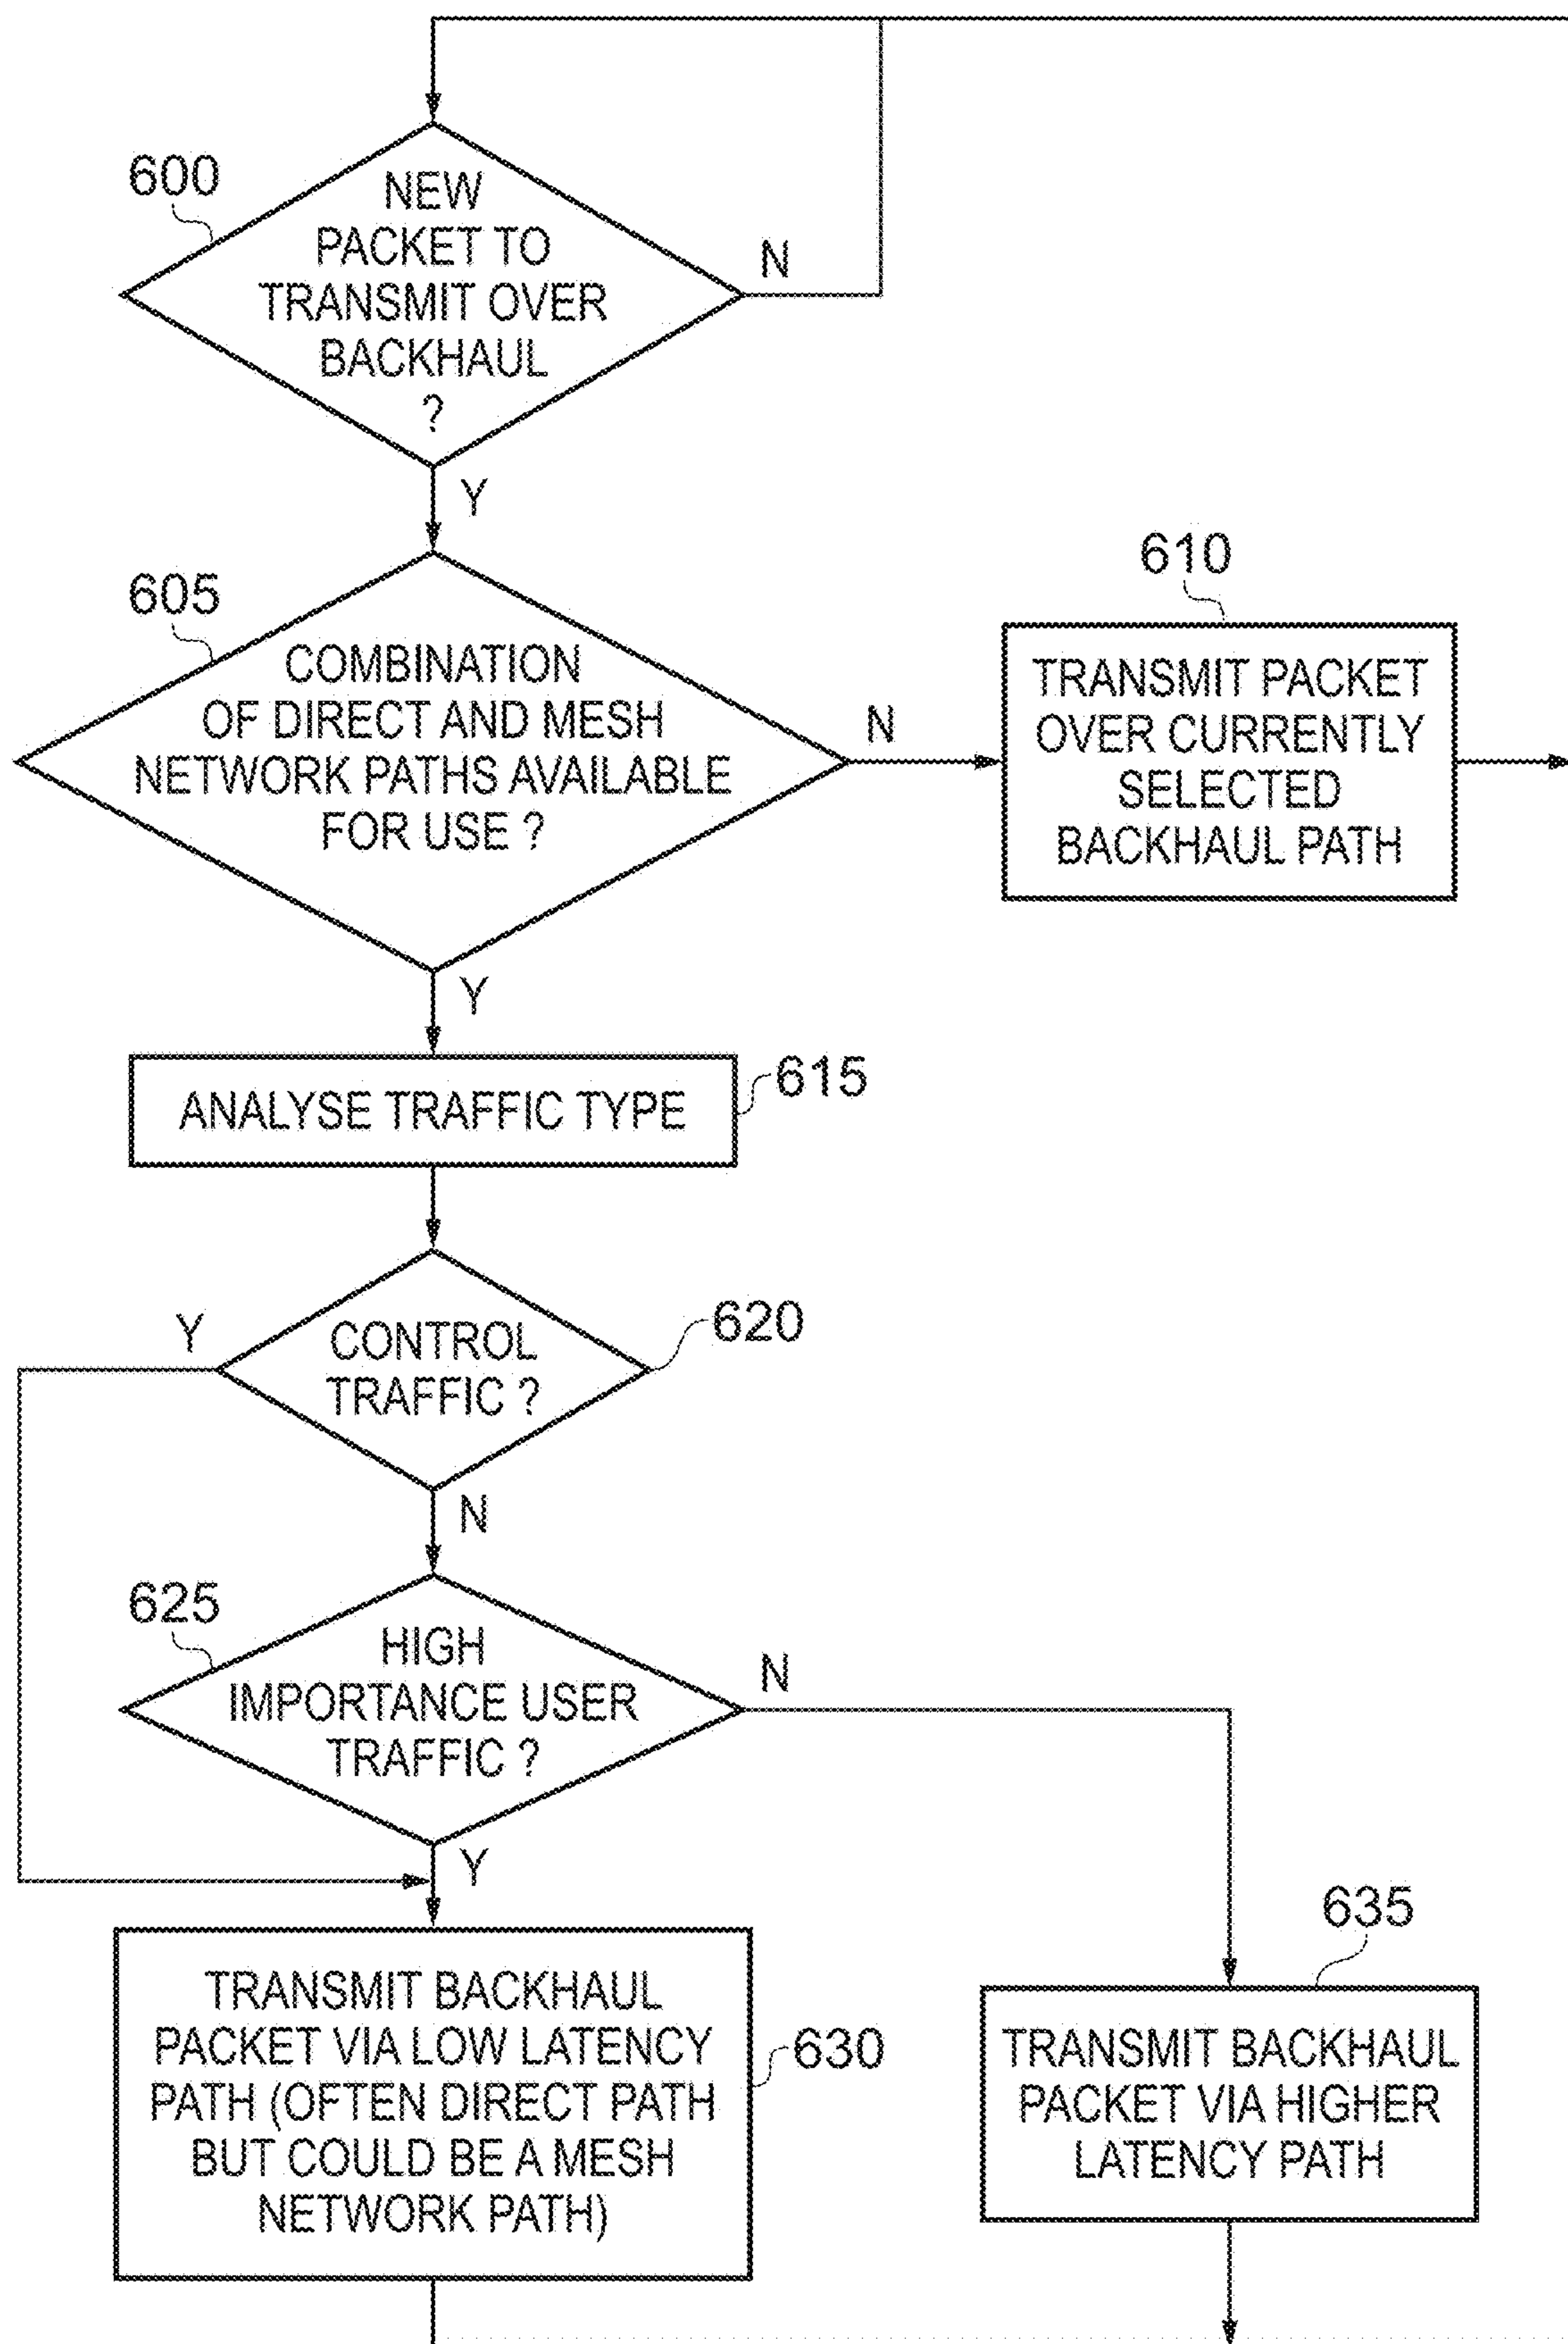 600
NEW
PACKET TO
TRANSMIT OVER
BACKHAUL
?
N
Y
605
COMBINATION
OF DIRECT AND MESH
NETWORK PATHS AVAILABLE
FOR USE ?
N
610
TRANSMIT PACKET
OVER CURRENTLY
SELECTED
BACKHAUL PATH
Y
ANALYSE TRAFFIC TYPE
615
Y
CONTROL
TRAFFIC ?
620
N
625
HIGH
IMPORTANCE USER
TRAFFIC ?
N
Y
TRANSMIT BACKHAUL
PACKET VIA LOW LATENCY
PATH (OFTEN DIRECT PATH
BUT COULD BE A MESH
NETWORK PATH)
630
635
TRANSMIT BACKHAUL
PACKET VIA HIGHER
LATENCY PATH